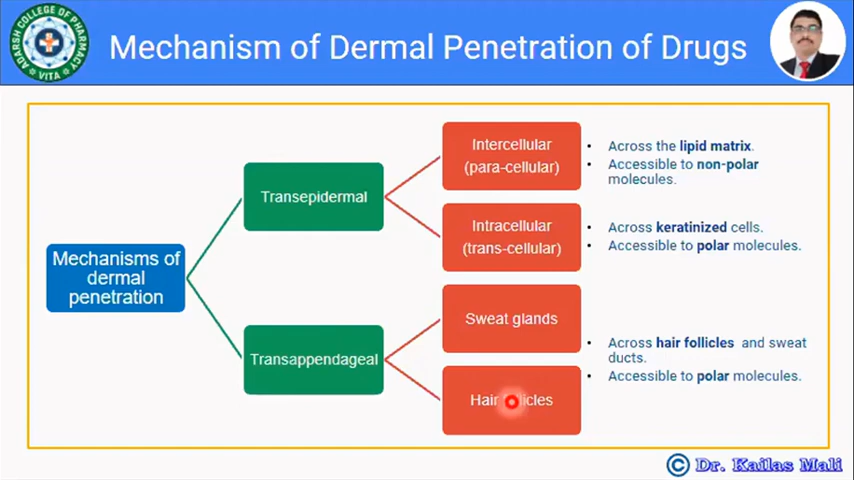 ADARSH COLLEGE OF PHARMACY
VITA
Mechanism of Dermal Penetration of Drugs
Mechanisms of
dermal
penetration
Transepidermal
Transappendageal
Intercellular
(para-cellular)
Intracellular
(trans-cellular)
Sweat glands
Hair
• Across the lipid matrix.
• Accessible to non-polar
molecules.
• Across keratinized cells.
• Accessible to polar molecules.
• Across hair follicles and sweat
ducts.
• Accessible to polar molecules.
© Dr. Kailas Mali